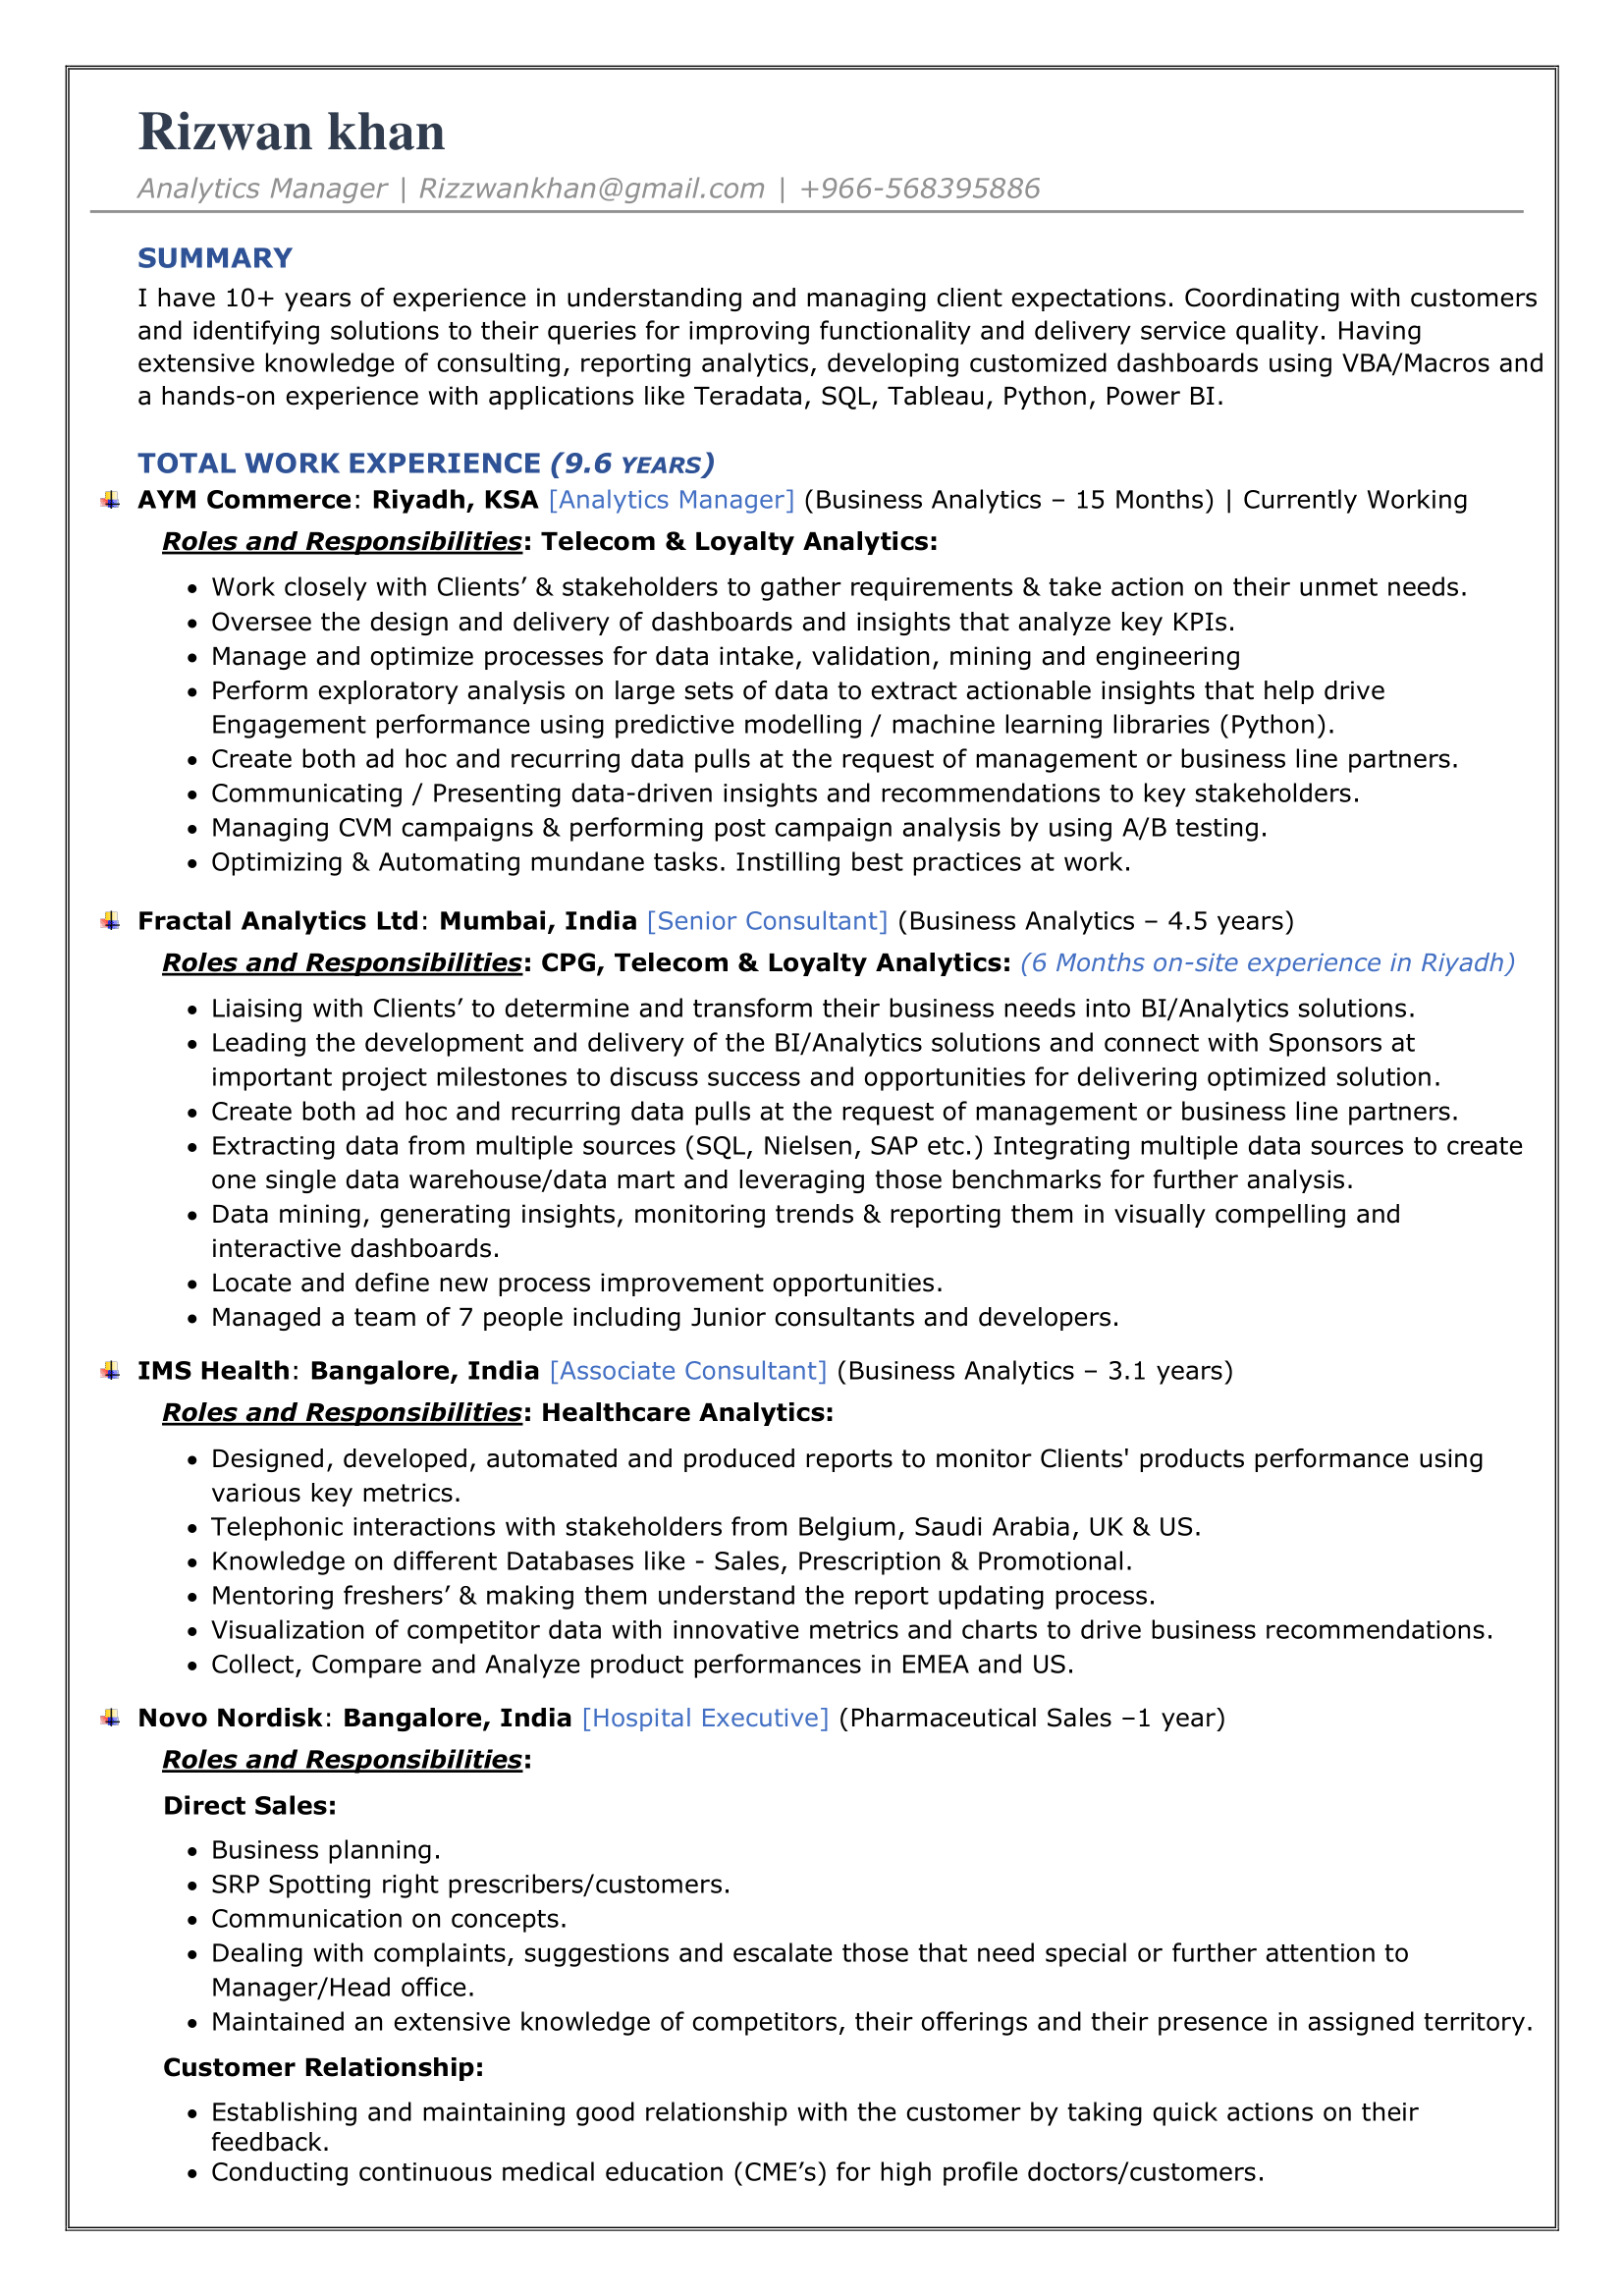 Rizwan khan
Analytics Manager | Rizzwankhan@gmail.com | +966-568395886
SUMMARY
I have 10+ years of experience in understanding and managing client expectations. Coordinating with customers
and identifying solutions to their queries for improving functionality and delivery service quality. Having
extensive knowledge of consulting, reporting analytics, developing customized dashboards using VBA/Macros and
a hands-on experience with applications like Teradata, SQL, Tableau, Python, Power BI.
TOTAL WORK EXPERIENCE (9.6 YEARS)
AYM Commerce: Riyadh, KSA [Analytics Manager] (Business Analytics – 15 Months) | Currently Working
Roles and Responsibilities: Telecom & Loyalty Analytics:
• Work closely with Clients’ & stakeholders to gather requirements & take action on their unmet needs.
• Oversee the design and delivery of dashboards and insights that analyze key KPIs.
• Manage and optimize processes for data intake, validation, mining and engineering
• Perform exploratory analysis on large sets of data to extract actionable insights that help drive
Engagement performance using predictive modelling / machine learning libraries (Python).
• Create both ad hoc and recurring data pulls at the request of management or business line partners.
• Communicating / Presenting data-driven insights and recommendations to key stakeholders.
• Managing CVM campaigns & performing post campaign analysis by using A/B testing.
• Optimizing & Automating mundane tasks. Instilling best practices at work.
Fractal Analytics Ltd: Mumbai, India [Senior Consultant] (Business Analytics – 4.5 years)
Roles and Responsibilities: CPG, Telecom & Loyalty Analytics: (6 Months on-site experience in Riyadh)
• Liaising with Clients’ to determine and transform their business needs into BI/Analytics solutions.
• Leading the development and delivery of the BI/Analytics solutions and connect with Sponsors at
important project milestones to discuss success and opportunities for delivering optimized solution.
• Create both ad hoc and recurring data pulls at the request of management or business line partners.
• Extracting data from multiple sources (SQL, Nielsen, SAP etc.) Integrating multiple data sources to create
one single data warehouse/data mart and leveraging those benchmarks for further analysis.
• Data mining, generating insights, monitoring trends & reporting them in visually compelling and
interactive dashboards.
• Locate and define new process improvement opportunities.
• Managed a team of 7 people including Junior consultants and developers.
IMS Health: Bangalore, India [Associate Consultant] (Business Analytics – 3.1 years)
Roles and Responsibilities: Healthcare Analytics:
• Designed, developed, automated and produced reports to monitor Clients' products performance using
various key metrics.
• Telephonic interactions with stakeholders from Belgium, Saudi Arabia, UK & US.
• Knowledge on different Databases like - Sales, Prescription & Promotional.
• Mentoring freshers’ & making them understand the report updating process.
• Visualization of competitor data with innovative metrics and charts to drive business recommendations.
• Collect, Compare and Analyze product performances in EMEA and US.
Novo Nordisk: Bangalore, India [Hospital Executive] (Pharmaceutical Sales –1 year)
Roles and Responsibilities:
Direct Sales:
• Business planning.
• SRP Spotting right prescribers/customers.
• Communication on concepts.
• Dealing with complaints, suggestions and escalate those that need special or further attention to
Manager/Head office.
• Maintained an extensive knowledge of competitors, their offerings and their presence in assigned territory.
Customer Relationship:
• Establishing and maintaining good relationship with the customer by taking quick actions on their
feedback.
• Conducting continuous medical education (CME’s) for high profile doctors/customers.